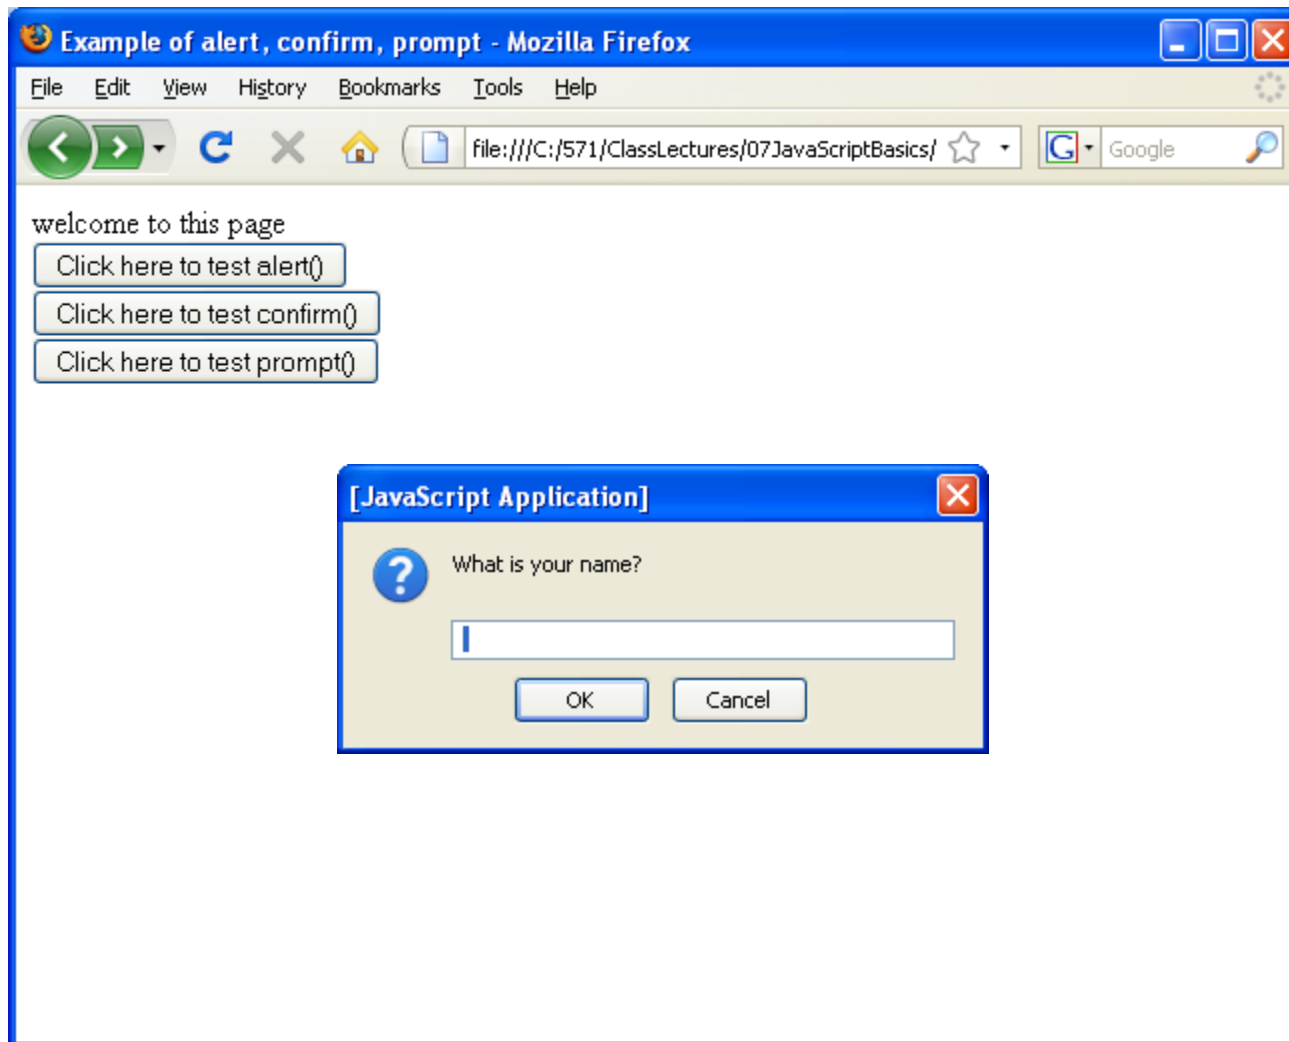 Example of alert, confirm, prompt - Mozilla Firefox
File Edit View History Bookmarks Tools Help
file:///C:/571/ClassLectures/07JavaScriptBasics/ G Google
welcome to this page
Click here to test alert()
Click here to test confirm()
Click here to test prompt()
[JavaScript Application]
What is your name?
OK Cancel